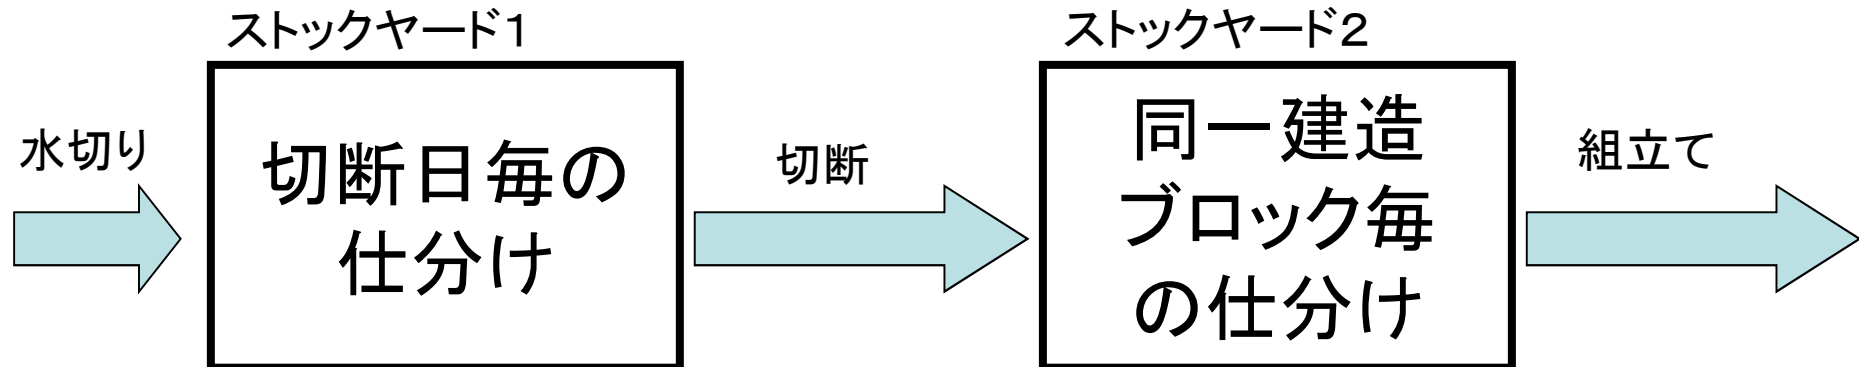 ストックヤード1
ストックヤード2
水切り
切断日毎の
仕分け
切断
同一建造
ブロック毎
の仕分け
組立て